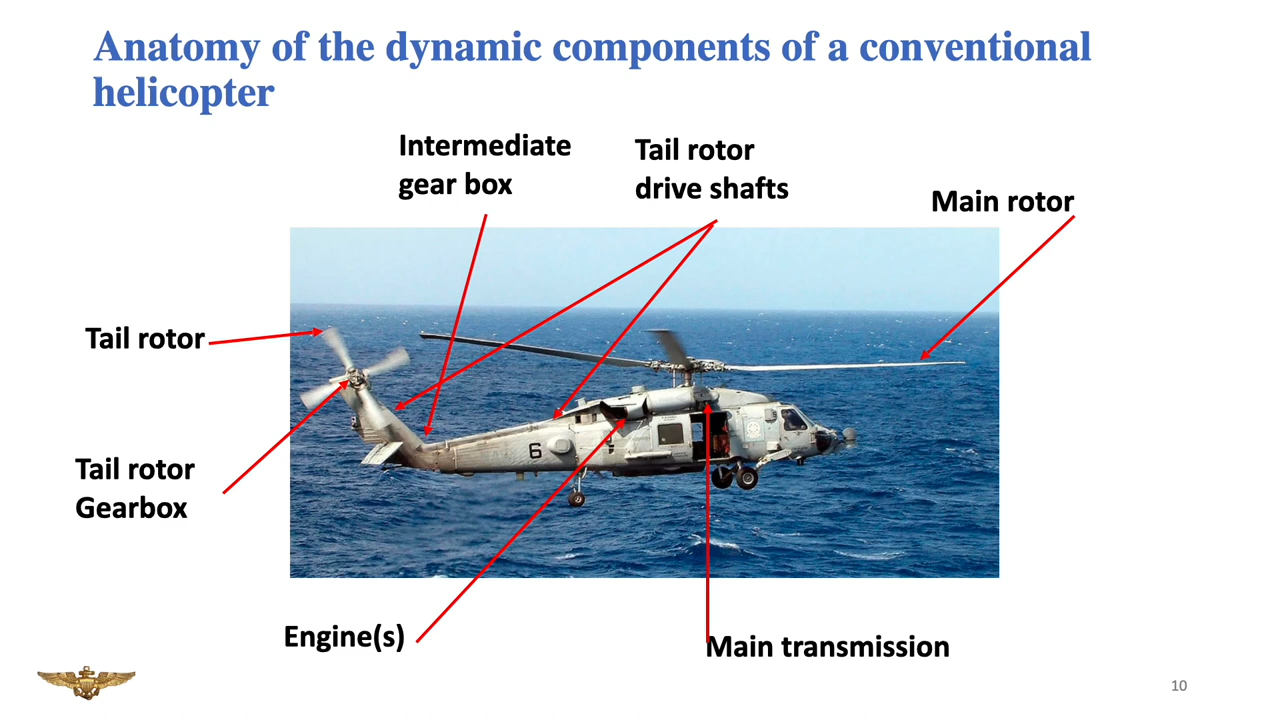 Anatomy of the dynamic components of a conventional
helicopter
Intermediate
gear box
Tail rotor
drive shafts
Main rotor
Tail rotor
Tail rotor
Gearbox
6
Engine(s)
Main transmission
10